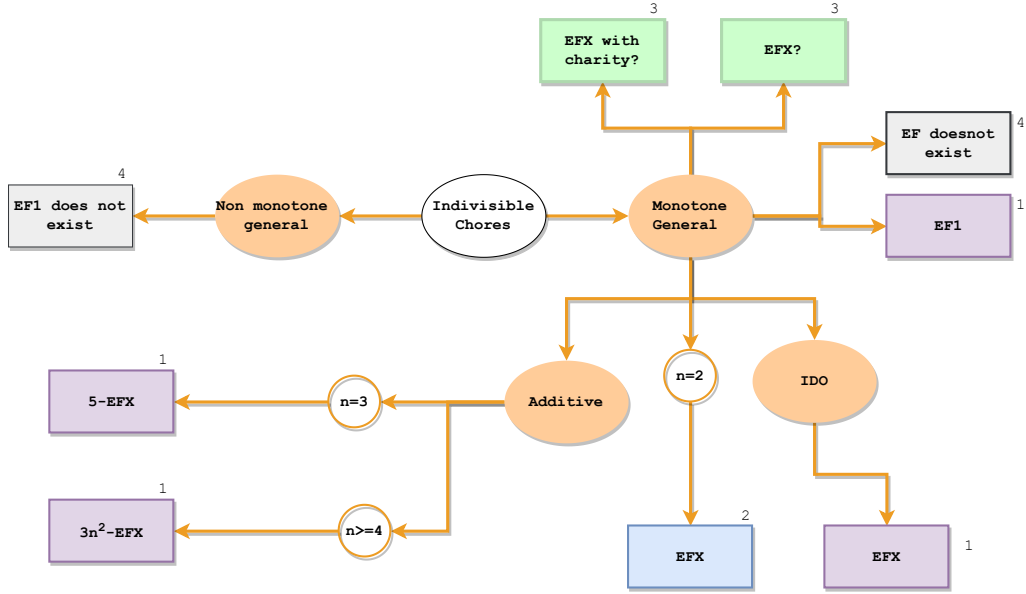 3
3
EFX with
charity?
EFX?
4
EF doesnot
exist
4
EF1 does not
exist
Non monotone
general
Indivisible
Chores
Monotone
General
1
EF1
1
5-EFX
n=3
Additive
n=2
IDO
1
3n²-EFX
n>=4
2
EFX
EFX
1